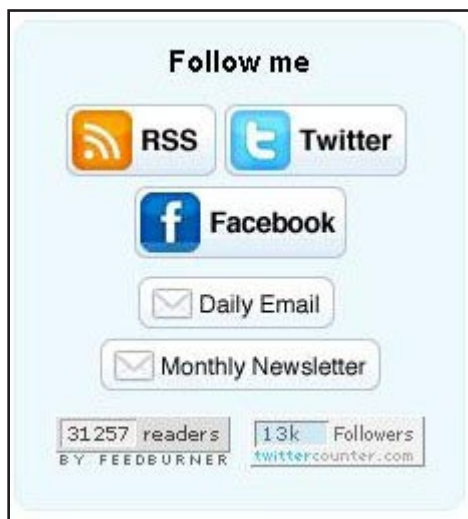 Follow me
RSS Twitter
Facebook
Daily Email
Monthly Newsletter
31257 readers 13k Followers
BY FEEDBURNER twittercounter.com